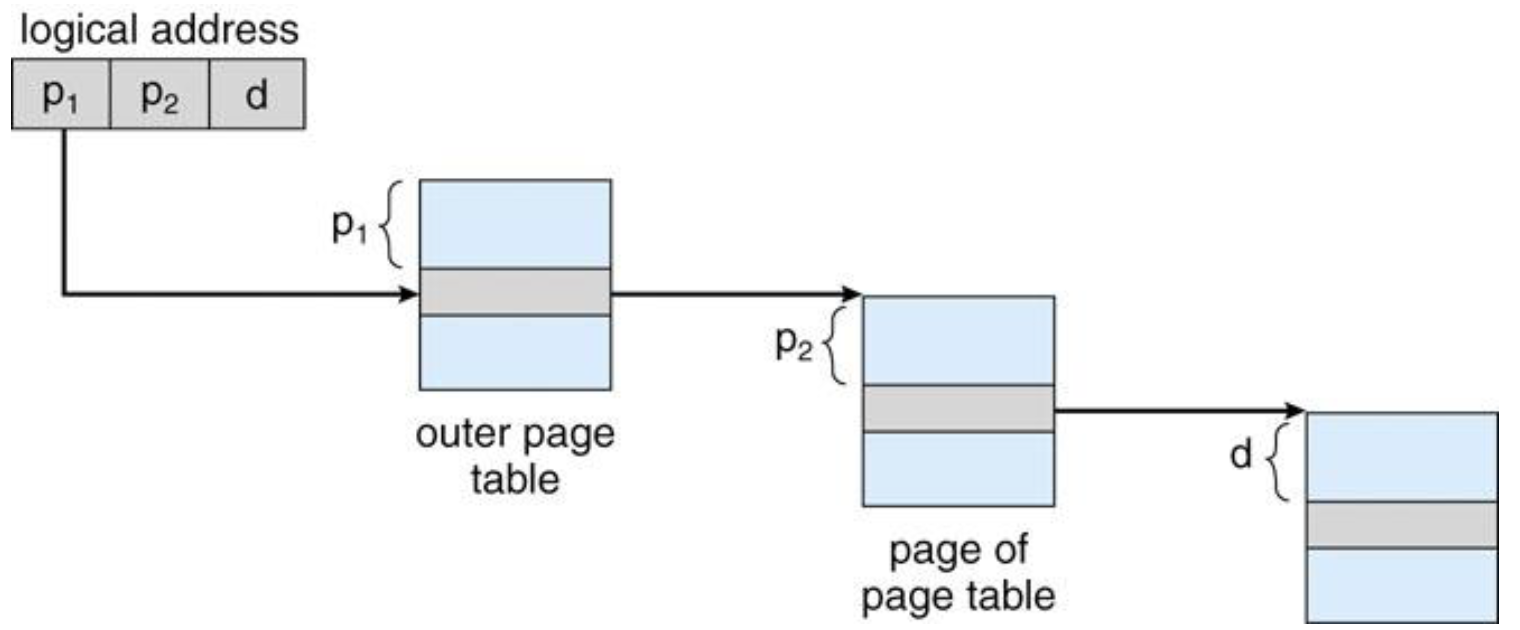 logical address
p₁ p₂ d
p₁
outer page
table
p₂
page of
page table
d